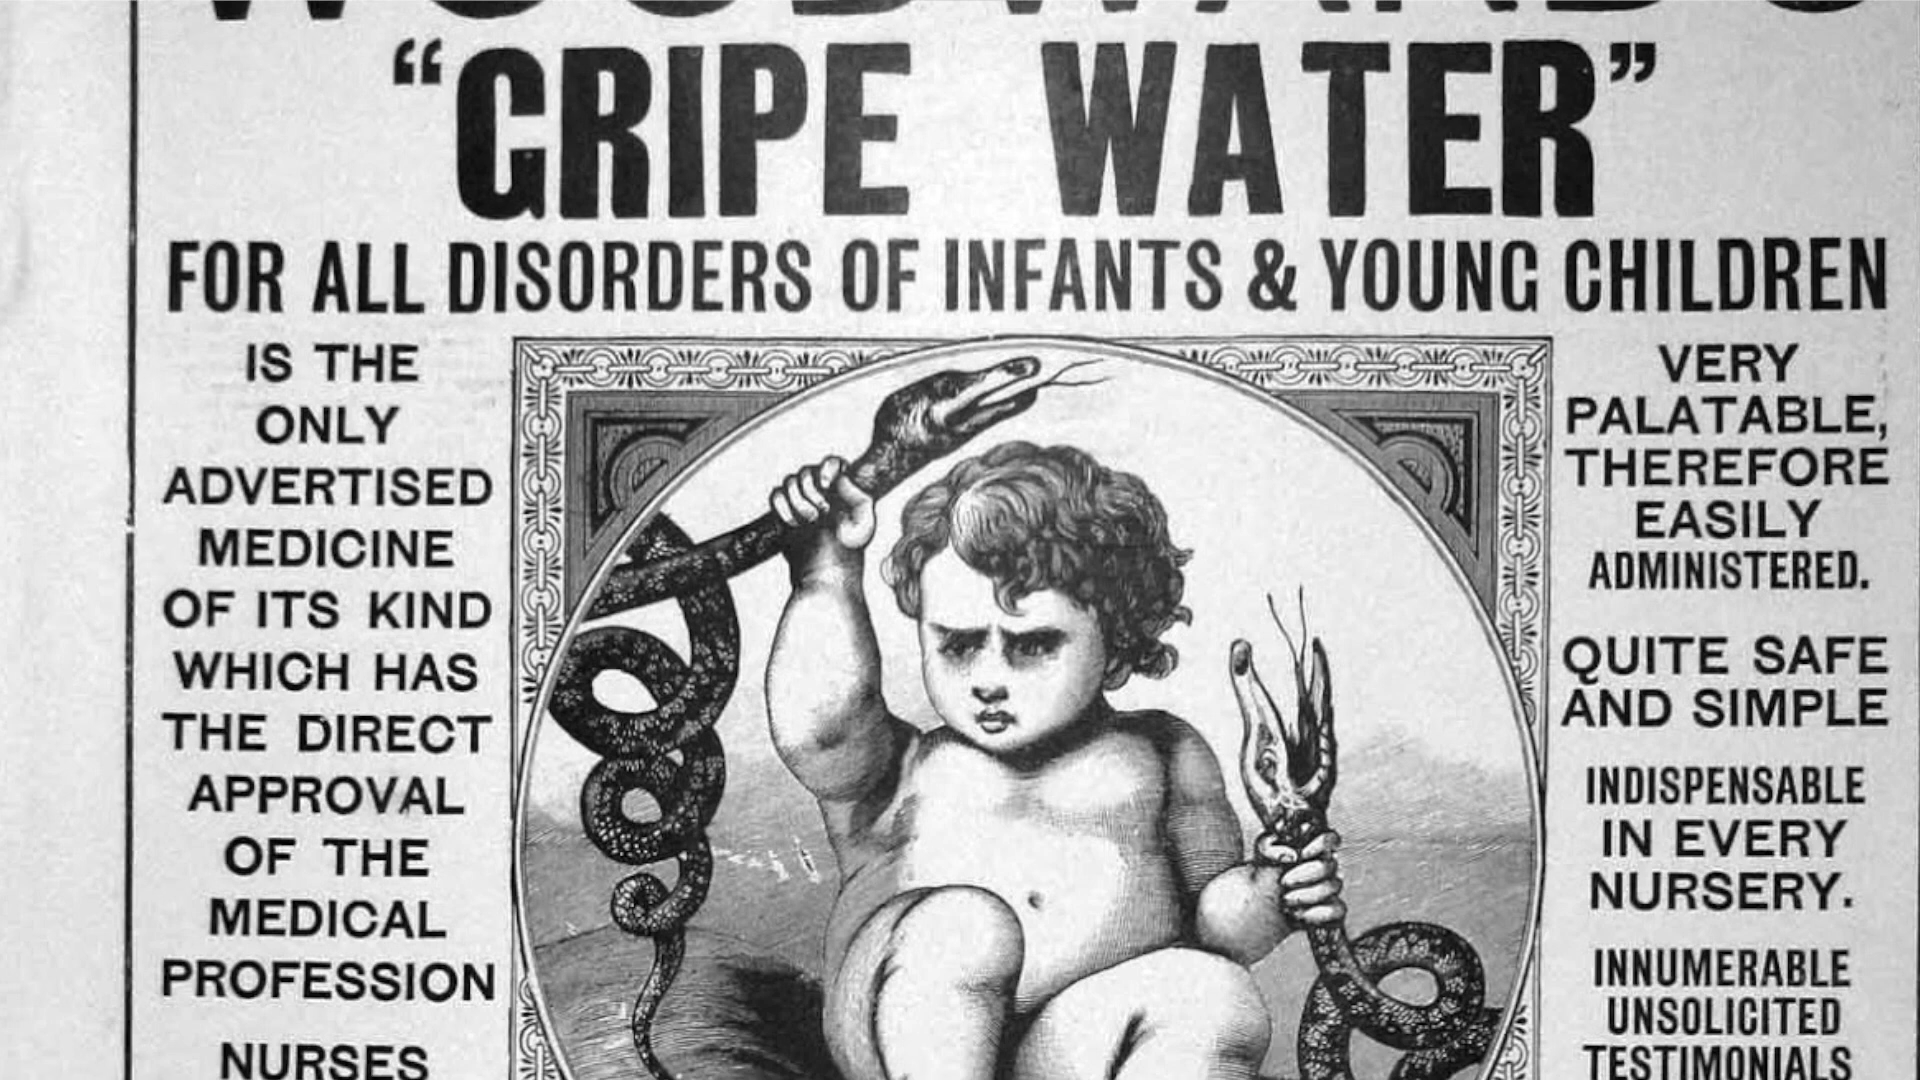 "GRIPE WATER"
FOR ALL DISORDERS OF INFANTS & YOUNG CHILDREN
IS THE
ONLY
ADVERTISED
MEDICINE
OF ITS KIND
WHICH HAS
THE DIRECT
APPROVAL
OF THE
MEDICAL
PROFESSION
NURSES
VERY
PALATABLE,
THEREFORE
EASILY
ADMINISTERED.
QUITE SAFE
AND SIMPLE
INDISPENSABLE
IN EVERY
NURSERY.
INNUMERABLE
UNSOLICITED
TESTIMONIALS